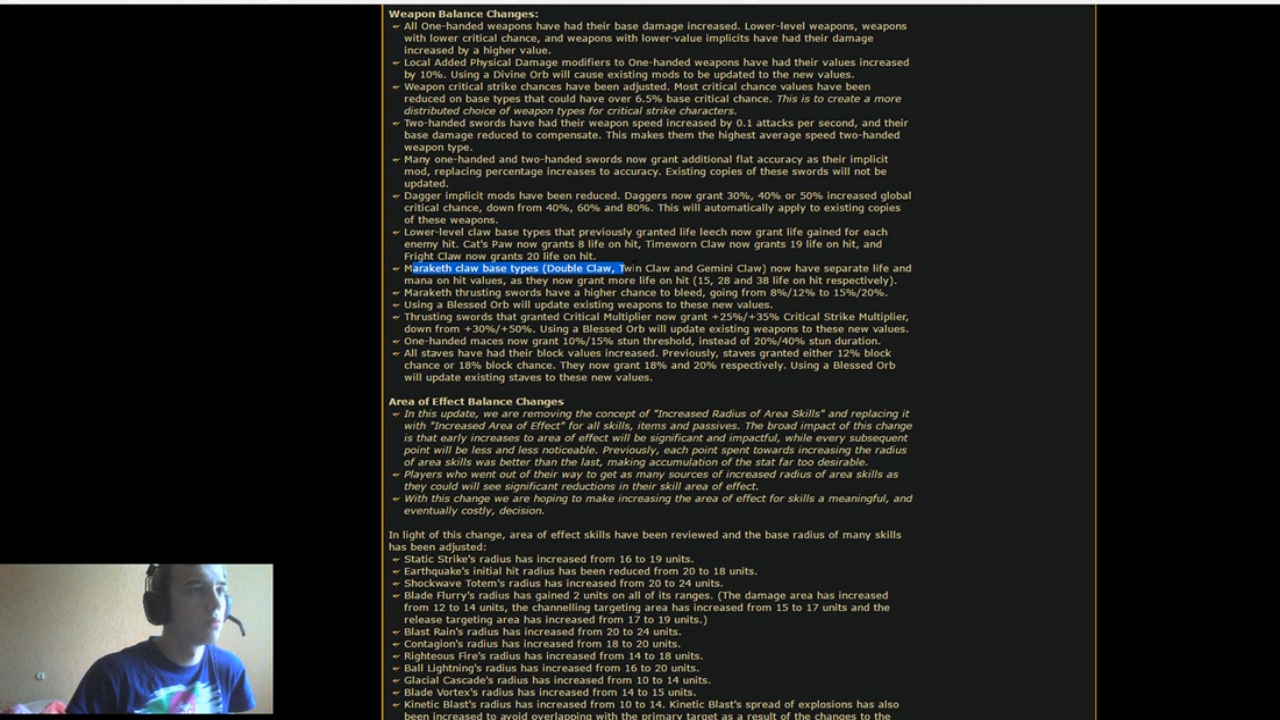 Weapon Balance Changes:
All One-handed weapons have had their base damage increased. Lower-level weapons, weapons
with lower critical chance, and weapons with lower-value implicits have had their damage
increased by a higher value.
Local Added Physical Damage modifiers to One-handed weapons have had their values increased
by 10%. Using a Divine Orb will cause existing mods to be updated to the new values.
Weapon critical strike chances have been adjusted. Most critical chance values have been
reduced on base types that could have over 6.5% base critical chance. This is to create a more
distributed choice of weapon types for critical strike characters.
Two-handed swords have had their weapon speed increased by 0.1 attacks per second, and their
base damage reduced to compensate. This makes them the highest average speed two-handed
weapon type.
Many one-handed and two-handed swords now grant additional flat accuracy as their implicit
mod, replacing percentage increases to accuracy. Existing copies of these swords will not be
updated.
Dagger implicit mods have been reduced. Daggers now grant 30%, 40% or 50% increased global
critical chance, down from 40%, 60% and 80%. This will automatically apply to existing copies
of these weapons.
Lower-level claw base types that previously granted life leech now grant life gained for each
enemy hit. Cat's Paw now grants 8 life on hit, Timeworn Claw now grants 19 life on hit, and
Fright Claw now grants 20 life on hit.
Maraketh claw base types (Double Claw, Twin Claw and Gemini Claw) now have separate life and
mana on hit values, as they now grant more life on hit (15, 28 and 38 life on hit respectively).
Maraketh thrusting swords have a higher chance to bleed, going from 8%/12% to 15%/20%.
Using a Blessed Orb will update existing weapons to these new values.
Thrusting swords that granted Critical Multiplier now grant +25%/+35% Critical Strike Multiplier,
down from +30%/+50%. Using a Blessed Orb will update existing weapons to these new values.
One-handed maces now grant 10%/15% stun threshold, instead of 20%/40% stun duration.
All staves have had their block values increased. Previously, staves granted either 12% block
chance or 18% block chance. They now grant 18% and 20% respectively. Using a Blessed Orb
will update existing staves to these new values.
Area of Effect Balance Changes
In this update, we are removing the concept of "Increased Radius of Area Skills" and replacing it
with "Increased Area of Effect" for all skills, items and passives. The broad impact of this change
is that early increases to area of effect will be significant and impactful, while every subsequent
point will be less and less noticeable. Previously, each point spent towards increasing the radius
of area skills was better than the last, making accumulation of the stat far too desirable.
Players who went out of their way to get as many sources of increased radius of area skills as
they could will see significant reductions in their skill area of effect.
With this change we are hoping to make increasing the area of effect for skills a meaningful, and
eventually costly, decision.
In light of this change, area of effect skills have been reviewed and the base radius of many skills
has been adjusted:
Static Strike's radius has increased from 16 to 19 units.
Earthquake's initial hit radius has been reduced from 20 to 18 units.
Shockwave Totem's radius has increased from 20 to 24 units.
Blade Flurry's radius has gained 2 units on all of its ranges. (The damage area has increased
from 12 to 14 units, the channelling targeting area has increased from 15 to 17 units and the
release targeting area has increased from 17 to 19 units.)
Blast Rain's radius has increased from 20 to 24 units.
Contagion's radius has increased from 18 to 20 units.
Righteous Fire's radius has increased from 14 to 18 units.
Ball Lightning's radius has increased from 16 to 20 units.
Glacial Cascade's radius has increased from 10 to 14 units.
Blade Vortex's radius has increased from 14 to 15 units.
Kinetic Blast's radius has increased from 10 to 14. Kinetic Blast's spread of explosions has also
been increased to avoid overlapping with the primary target as a result of the changes to the